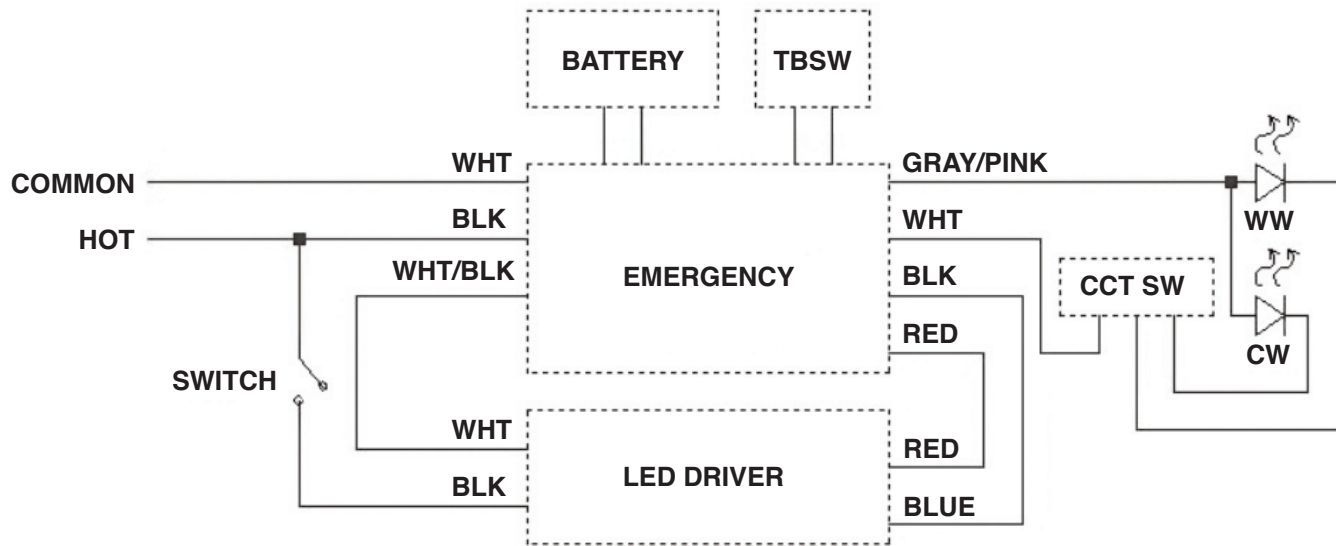 BATTERY
TBSW
WHT
GRAY/PINK
COMMON
BLK
WHT
WW
HOT
WHT/BLK
EMERGENCY
BLK
CCT SW
RED
CW
SWITCH
WHT
RED
LED DRIVER
BLK
BLUE